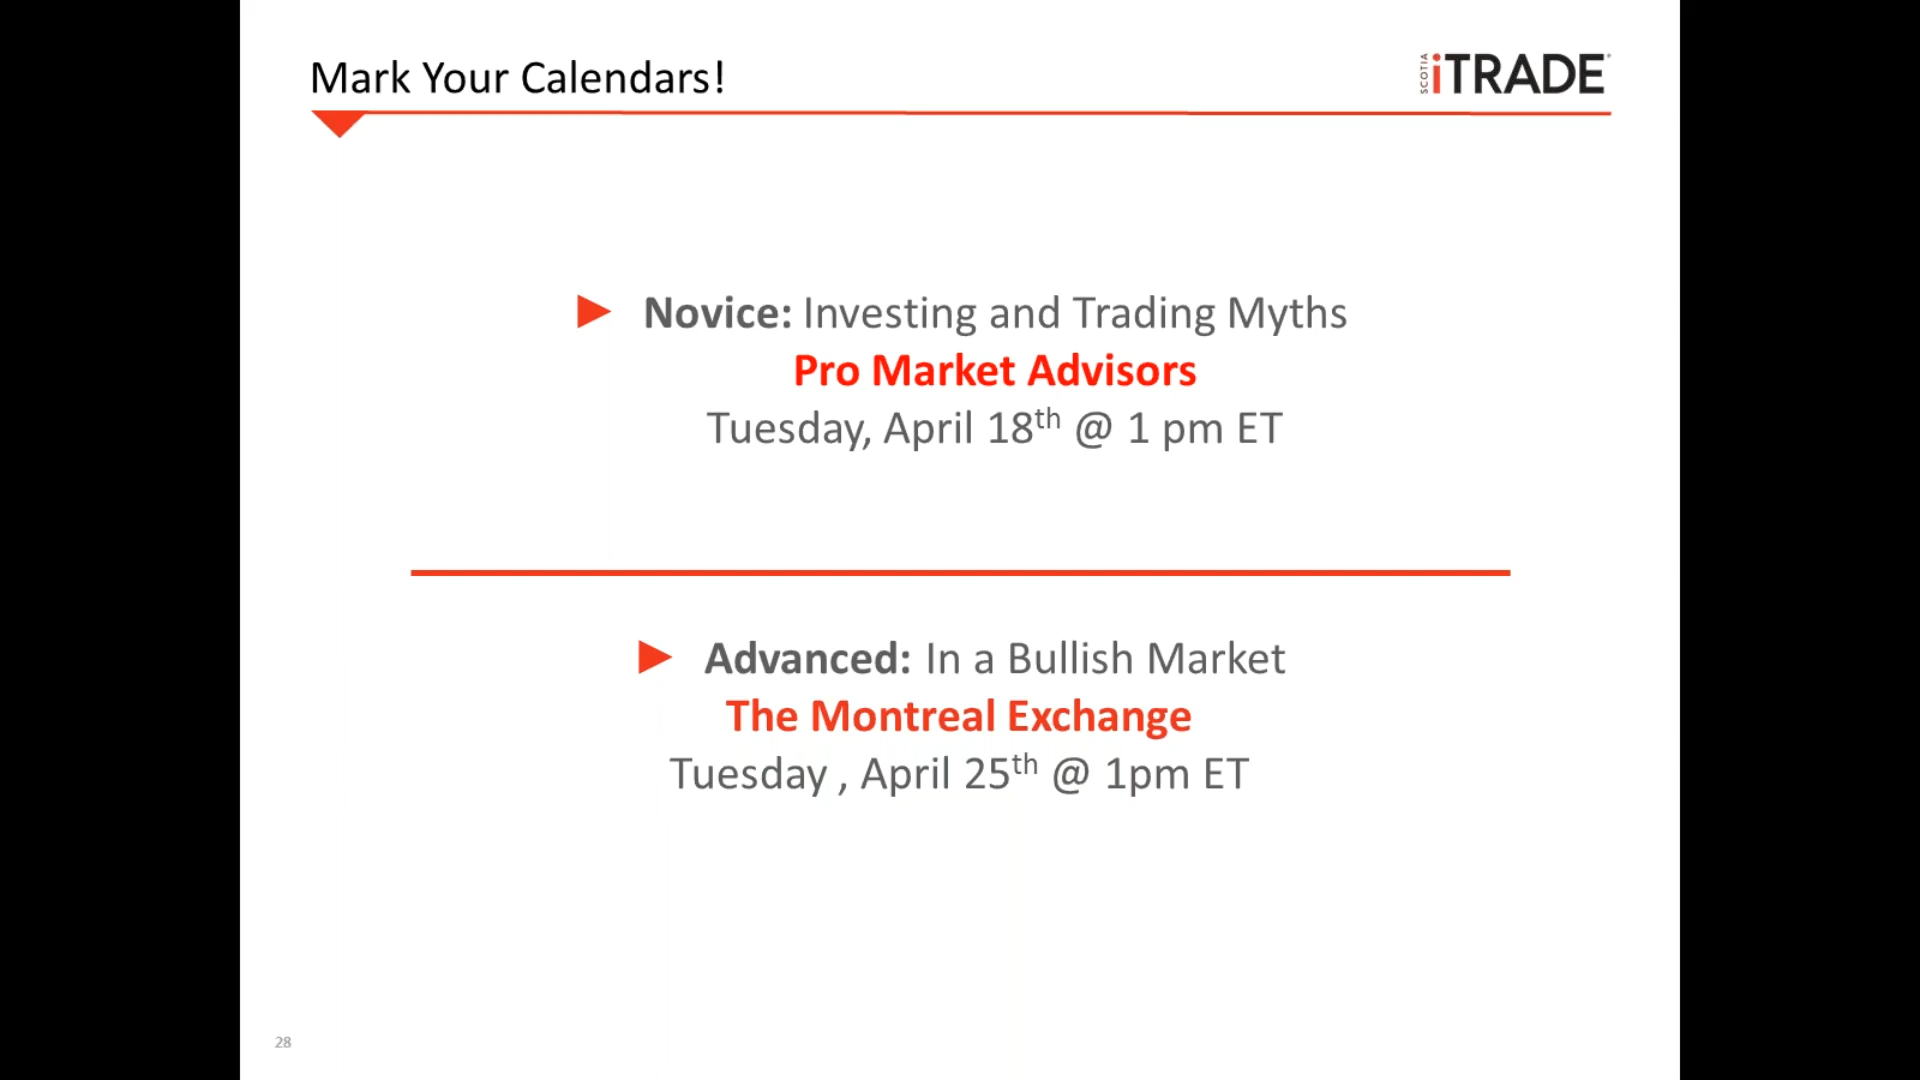 Mark Your Calendars!
SCOTIA iTRADE®
► Novice: Investing and Trading Myths
Pro Market Advisors
Tuesday, April 18th @ 1 pm ET
► Advanced: In a Bullish Market
The Montreal Exchange
Tuesday , April 25th @ 1pm ET
28